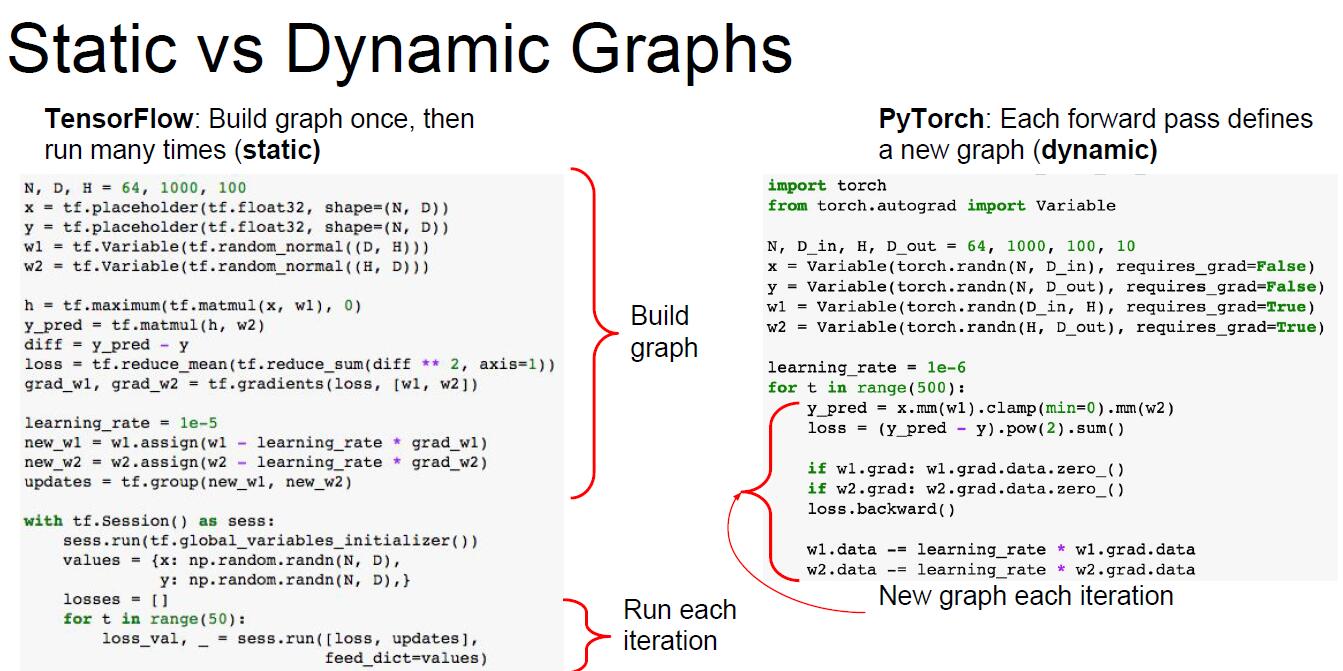 Static vs Dynamic Graphs
TensorFlow: Build graph once, then
run many times (static)
N, D, H = 64, 1000, 100
x = tf.placeholder(tf.float32, shape=(N, D))
y = tf.placeholder(tf.float32, shape=(N, D))
w1 = tf.Variable(tf.random_normal((D, H)))
w2 = tf.Variable(tf.random_normal((H, D)))
h = tf.maximum(tf.matmul(x, w1), 0)
y_pred = tf.matmul(h, w2)
diff = y_pred - y
loss = tf.reduce_mean(tf.reduce_sum(diff ** 2, axis=1))
grad_w1, grad_w2 = tf.gradients(loss, [w1, w2])
learning_rate = 1e-5
new_w1 = w1.assign(w1 - learning_rate * grad_w1)
new_w2 = w2.assign(w2 - learning_rate * grad_w2)
updates = tf.group(new_w1, new_w2)
with tf.Session() as sess:
    sess.run(tf.global_variables_initializer())
    values = {x: np.random.randn(N, D),
              y: np.random.randn(N, D),}
    losses = []
    for t in range(50):
        loss_val, _ = sess.run([loss, updates],
                               feed_dict=values)
Build
graph
Run each
iteration
PyTorch: Each forward pass defines
a new graph (dynamic)
import torch
from torch.autograd import Variable
N, D_in, H, D_out = 64, 1000, 100, 10
x = Variable(torch.randn(N, D_in), requires_grad=False)
y = Variable(torch.randn(N, D_out), requires_grad=False)
w1 = Variable(torch.randn(D_in, H), requires_grad=True)
w2 = Variable(torch.randn(H, D_out), requires_grad=True)
learning_rate = 1e-6
for t in range(500):
    y_pred = x.mm(w1).clamp(min=0).mm(w2)
    loss = (y_pred - y).pow(2).sum()
    if w1.grad: w1.grad.data.zero_()
    if w2.grad: w2.grad.data.zero_()
    loss.backward()
    w1.data -= learning_rate * w1.grad.data
    w2.data -= learning_rate * w2.grad.data
New graph each iteration